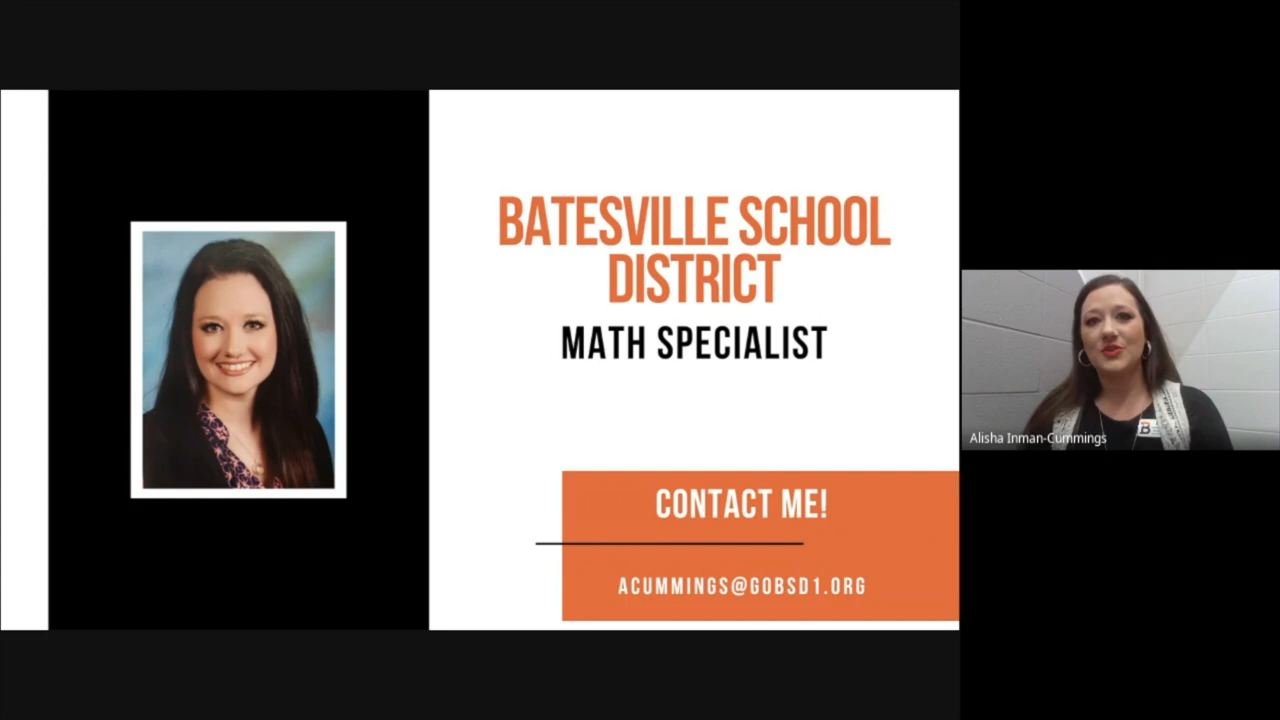 BATESVILLE SCHOOL
DISTRICT
MATH SPECIALIST
CONTACT ME!
ACUMMINGS@GOBSD1.ORG
Alisha Inman-Cummings
B